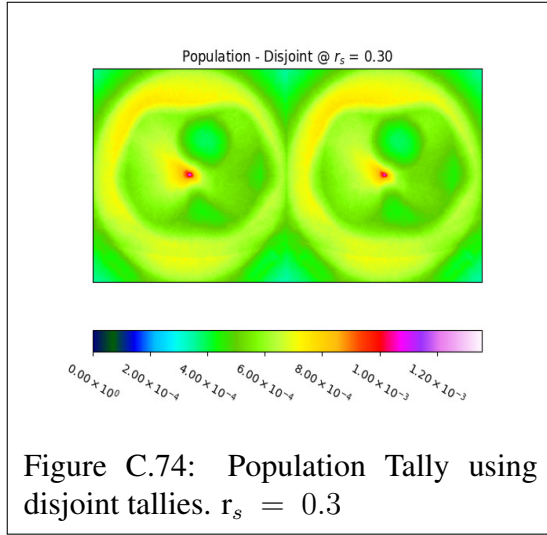 Population - Disjoint @ r_s = 0.30
0.00 × 10⁰
2.00 × 10⁻⁴
4.00 × 10⁻⁴
6.00 × 10⁻⁴
8.00 × 10⁻⁴
1.00 × 10⁻³
1.20 × 10⁻³
Figure C.74: Population Tally using
disjoint tallies. r_s = 0.3